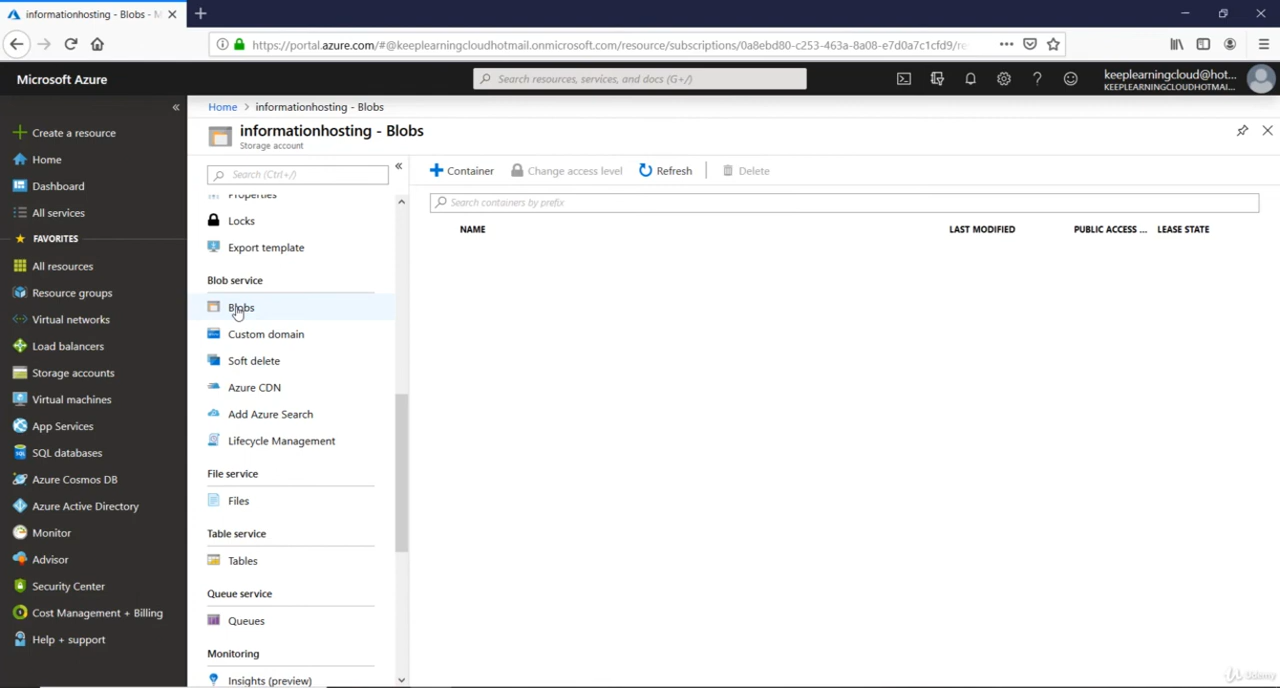 informationhosting - Blobs - M
https://portal.azure.com/#@keeplearningcloudhotmail.onmicrosoft.com/resource/subscriptions/0a8ebd80-c253-463a-8a08-e7d0a7c1cfd9/re
Microsoft Azure
Search resources, services, and docs (G+/)
keeplearningcloud@hot...
KEEPLEARNINGCLOUDHOTMAI...
Create a resource
Home
Dashboard
All services
FAVORITES
All resources
Resource groups
Virtual networks
Load balancers
Storage accounts
Virtual machines
App Services
SQL databases
Azure Cosmos DB
Azure Active Directory
Monitor
Advisor
Security Center
Cost Management + Billing
Help + support
Home > informationhosting - Blobs
informationhosting - Blobs
Storage account
Search (Ctrl+/)
Properties
Locks
Export template
Blob service
Blobs
Custom domain
Soft delete
Azure CDN
Add Azure Search
Lifecycle Management
File service
Files
Table service
Tables
Queue service
Queues
Monitoring
Insights (preview)
Container
Change access level
Refresh
Delete
Search containers by prefix
NAME
LAST MODIFIED
PUBLIC ACCESS ...
LEASE STATE
Udemy